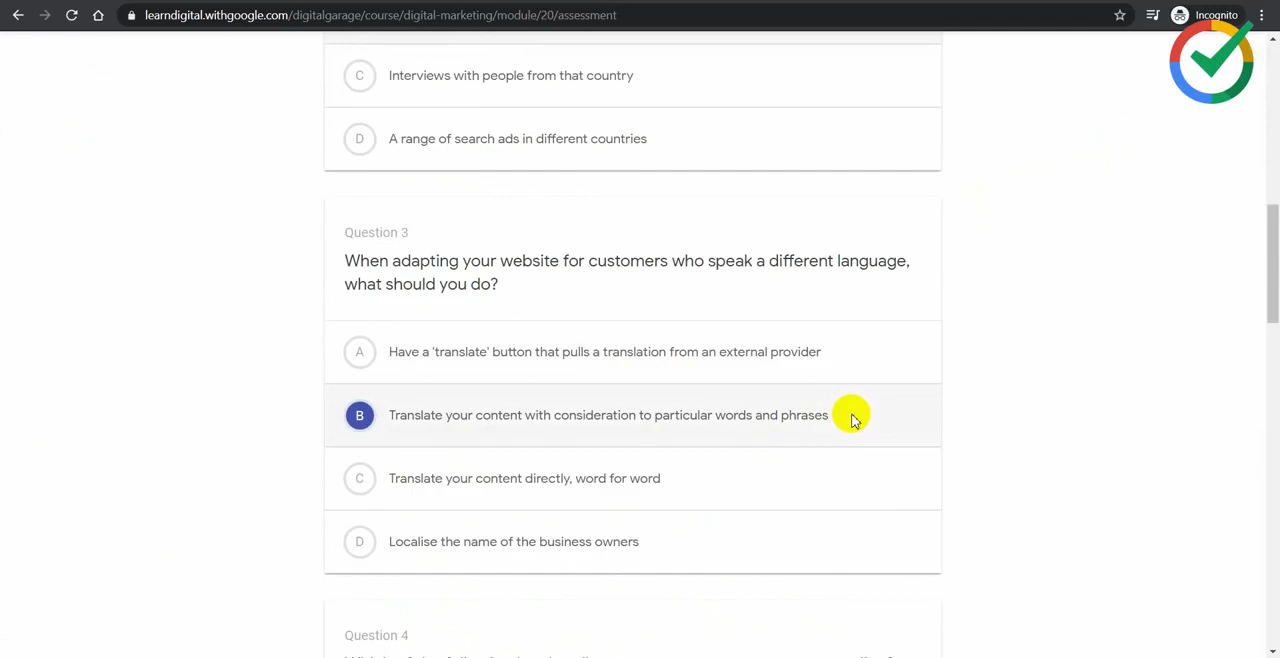 learndigital.withgoogle.com/digitalgarage/course/digital-marketing/module/20/assessment
Incognito
C Interviews with people from that country
D A range of search ads in different countries
Question 3
When adapting your website for customers who speak a different language,
what should you do?
A Have a 'translate' button that pulls a translation from an external provider
B Translate your content with consideration to particular words and phrases
C Translate your content directly, word for word
D Localise the name of the business owners
Question 4